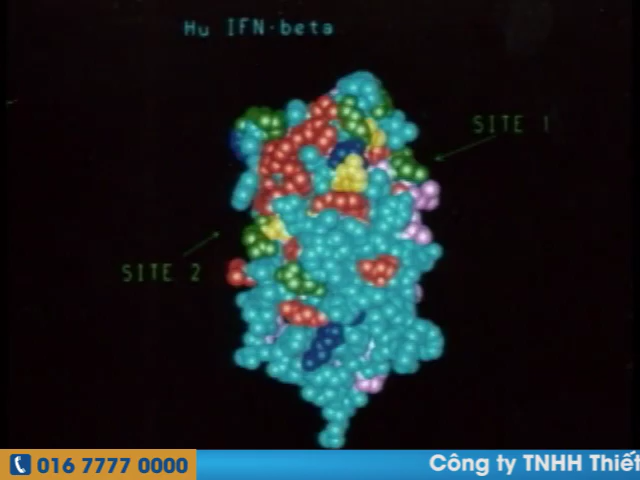 Hu IFN-beta
SITE 1
SITE 2
016 7777 0000
Công ty TNHH Thiết